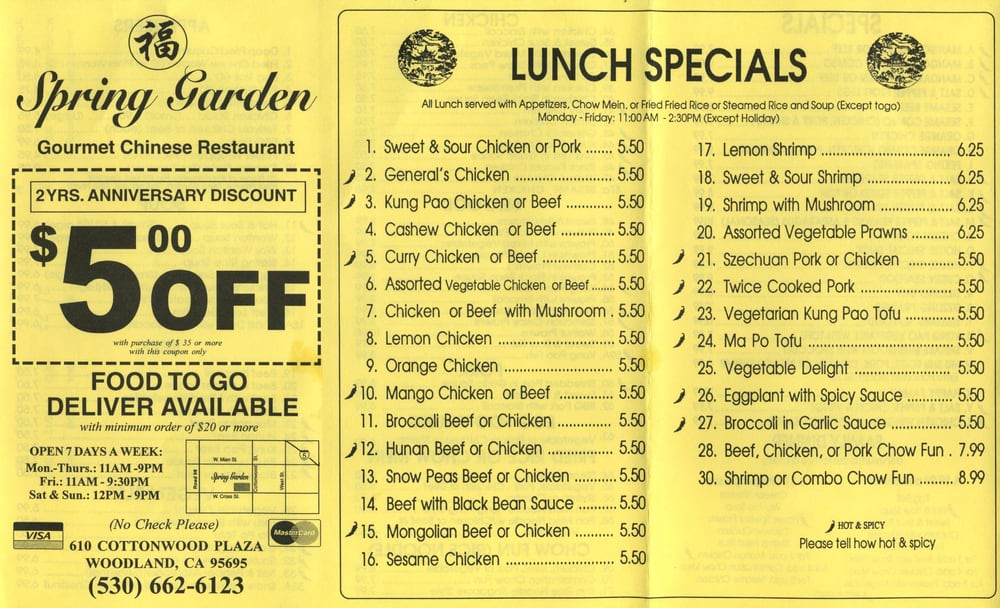 福
Spring Garden
Gourmet Chinese Restaurant
2 YRS. ANNIVERSARY DISCOUNT
$5.00 OFF
with purchase of $ 35 or more
with this coupon only
FOOD TO GO
DELIVER AVAILABLE
with minimum order of $20 or more
OPEN 7 DAYS A WEEK:
Mon.-Thurs.: 11AM -9PM
Fri.: 11AM - 9:30PM
Sat & Sun.: 12PM - 9PM
W. Main St.
Road 98
Spring Garden
Cottonwood St.
West St.
W. Cross St.
5
(No Check Please)
VISA
MasterCard
610 COTTONWOOD PLAZA
WOODLAND, CA 95695
(530) 662-6123
LUNCH SPECIALS
All Lunch served with Appetizers, Chow Mein, or Fried Fried Rice or Steamed Rice and Soup (Except togo)
Monday - Friday: 11:00 AM - 2:30PM (Except Holiday)
1. Sweet & Sour Chicken or Pork ....... 5.50
2. General's Chicken ....................... 5.50
3. Kung Pao Chicken or Beef ............ 5.50
4. Cashew Chicken or Beef .............. 5.50
5. Curry Chicken or Beef .................. 5.50
6. Assorted Vegetable Chicken or Beef ....... 5.50
7. Chicken or Beef with Mushroom . 5.50
8. Lemon Chicken ........................... 5.50
9. Orange Chicken .......................... 5.50
10. Mango Chicken or Beef ............. 5.50
11. Broccoli Beef or Chicken ............. 5.50
12. Hunan Beef or Chicken ............... 5.50
13. Snow Peas Beef or Chicken ......... 5.50
14. Beef with Black Bean Sauce ......... 5.50
15. Mongolian Beef or Chicken ......... 5.50
16. Sesame Chicken ......................... 5.50
17. Lemon Shrimp ............................ 6.25
18. Sweet & Sour Shrimp .................. 6.25
19. Shrimp with Mushroom ................ 6.25
20. Assorted Vegetable Prawns ......... 6.25
21. Szechuan Pork or Chicken .......... 5.50
22. Twice Cooked Pork ..................... 5.50
23. Vegetarian Kung Pao Tofu .......... 5.50
24. Ma Po Tofu ................................ 5.50
25. Vegetable Delight ...................... 5.50
26. Eggplant with Spicy Sauce .......... 5.50
27. Broccoli in Garlic Sauce .............. 5.50
28. Beef, Chicken, or Pork Chow Fun . 7.99
30. Shrimp or Combo Chow Fun ........ 8.99
HOT & SPICY
Please tell how hot & spicy